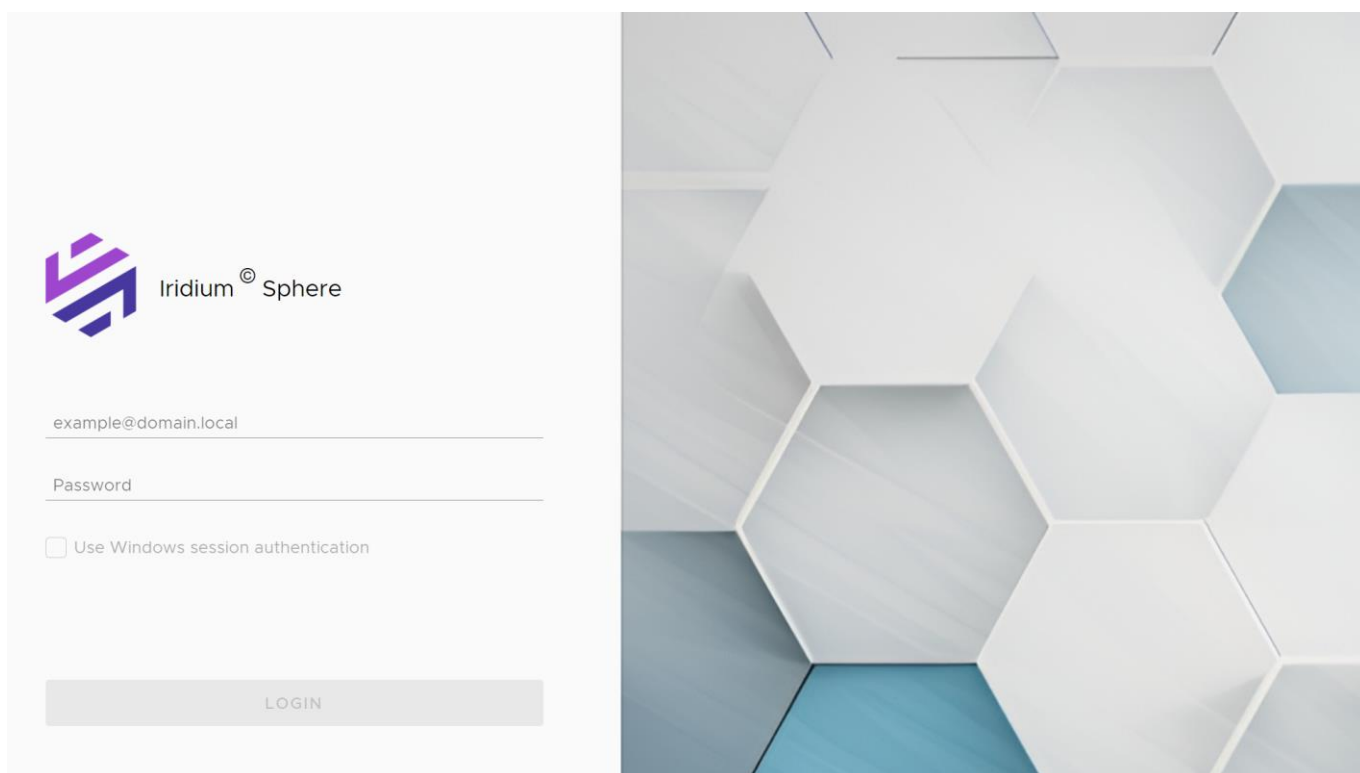 Iridium © Sphere
example@domain.local
Password
Use Windows session authentication
LOGIN